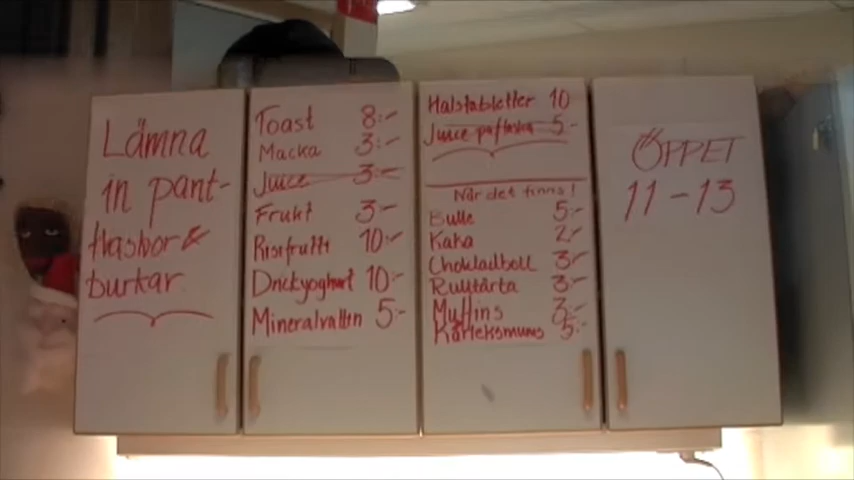 Lämna
in pant-
flaskor &
burkar
Toast 8:-
Macka 3:-
Juice 3:-
Frukt 3:-
Risifrutti 10:-
Drickyoghurt 10:-
Mineralvatten 5:-
Halstabletter 10
Juice paflaska 5:-
När det finns!
Bulle 5:-
Kaka 2:-
Chokladboll 3:-
Rulltårta 3:-
Muffins 3:-
Kärleksmums 5:-
ÖPPET
11-13